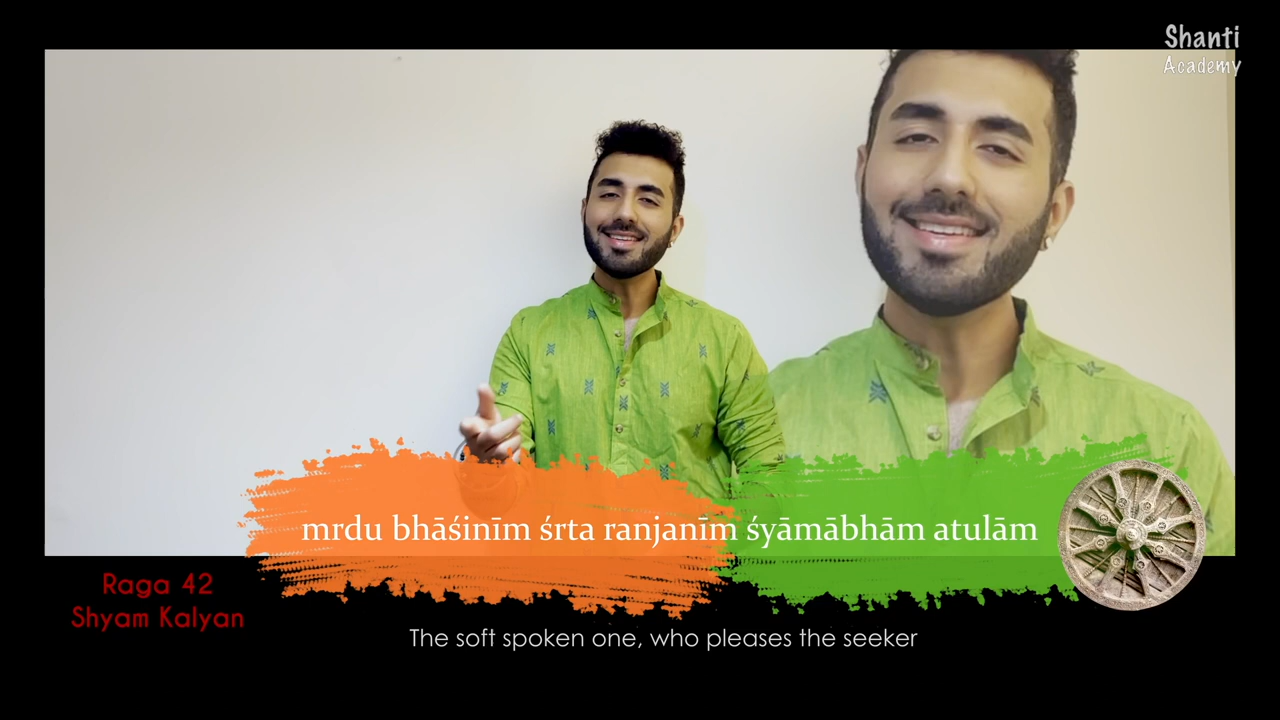 Shanti
Academy
mrdu bhāśinīm śrta ranjanīm śyāmābhām atulām
Raga 42
Shyam Kalyan
The soft spoken one, who pleases the seeker